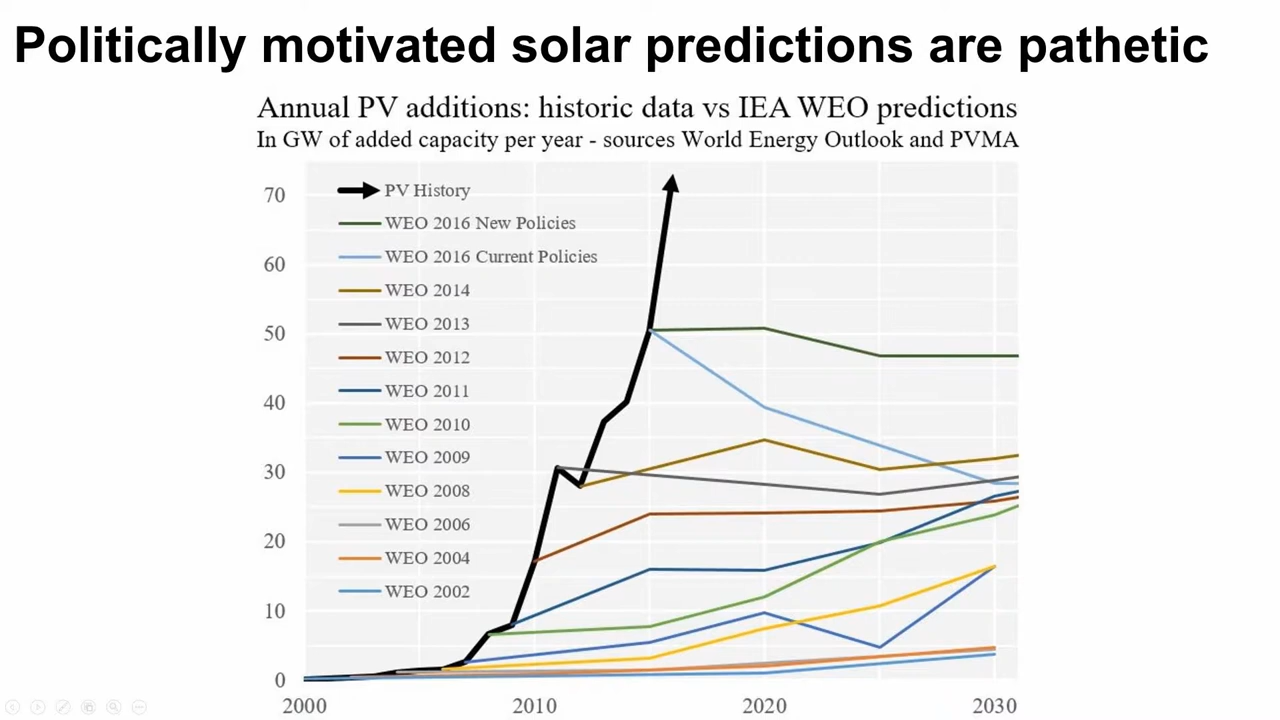 Politically motivated solar predictions are pathetic
Annual PV additions: historic data vs IEA WEO predictions
In GW of added capacity per year - sources World Energy Outlook and PVMA
PV History
WEO 2016 New Policies
WEO 2016 Current Policies
WEO 2014
WEO 2013
WEO 2012
WEO 2011
WEO 2010
WEO 2009
WEO 2008
WEO 2006
WEO 2004
WEO 2002
70
60
50
40
30
20
10
0
2000 2010 2020 2030